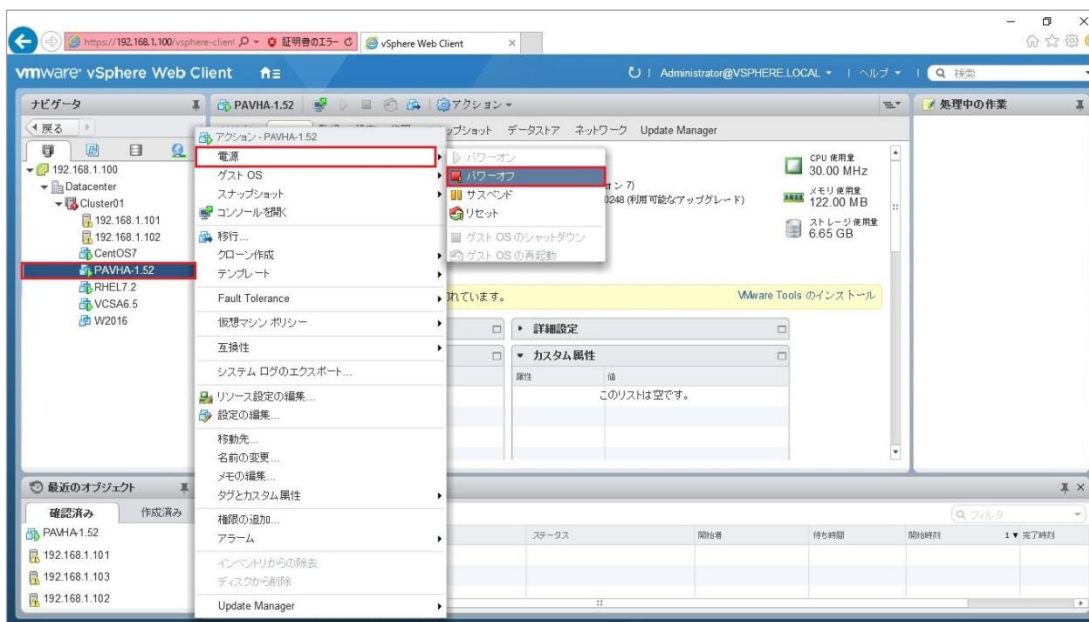 https://192.168.1.100/vsphere-client 証明書のエラー vSphere Web Client
vmware® vSphere Web Client Administrator@VSPHERE.LOCAL ヘルプ 検索
ナビゲータ PAVHA-1.52 アクション 処理中の作業
戻る
アクション - PAVHA-1.52
ップショット データストア ネットワーク Update Manager
電源 パワーオン
ゲスト OS パワーオフ
スナップショット サスペンド
コンソールを開く リセット
移行... ゲスト OS のシャットダウン
クローン作成 ゲスト OS の再起動
テンプレート
Fault Tolerance
仮想マシン ポリシー
互換性
システム ログのエクスポート...
リソース設定の編集...
設定の編集...
移動先...
名前の変更...
メモの編集...
タグとカスタム属性
権限の追加...
アラーム
インベントリからの除去
ディスクから削除
Update Manager
192.168.1.100
Datacenter
Cluster01
192.168.1.101
192.168.1.102
CentOS7
PAVHA-1.52
RHEL7.2
VCSA6.5
W2016
ョン 7)
0248 (利用可能なアップグレード)
CPU 使用量
30.00 MHz
メモリ使用量
122.00 MB
ストレージ使用量
6.65 GB
れています。 VMware Tools のインストール
詳細設定
カスタム属性
属性 値
このリストは空です。
最近のオブジェクト
確認済み 作成済み
PAVHA-1.52
192.168.1.101
192.168.1.103
192.168.1.102
フィルタ
ステータス 開始者 待ち時間 開始時刻 1 ▼ 完了時刻